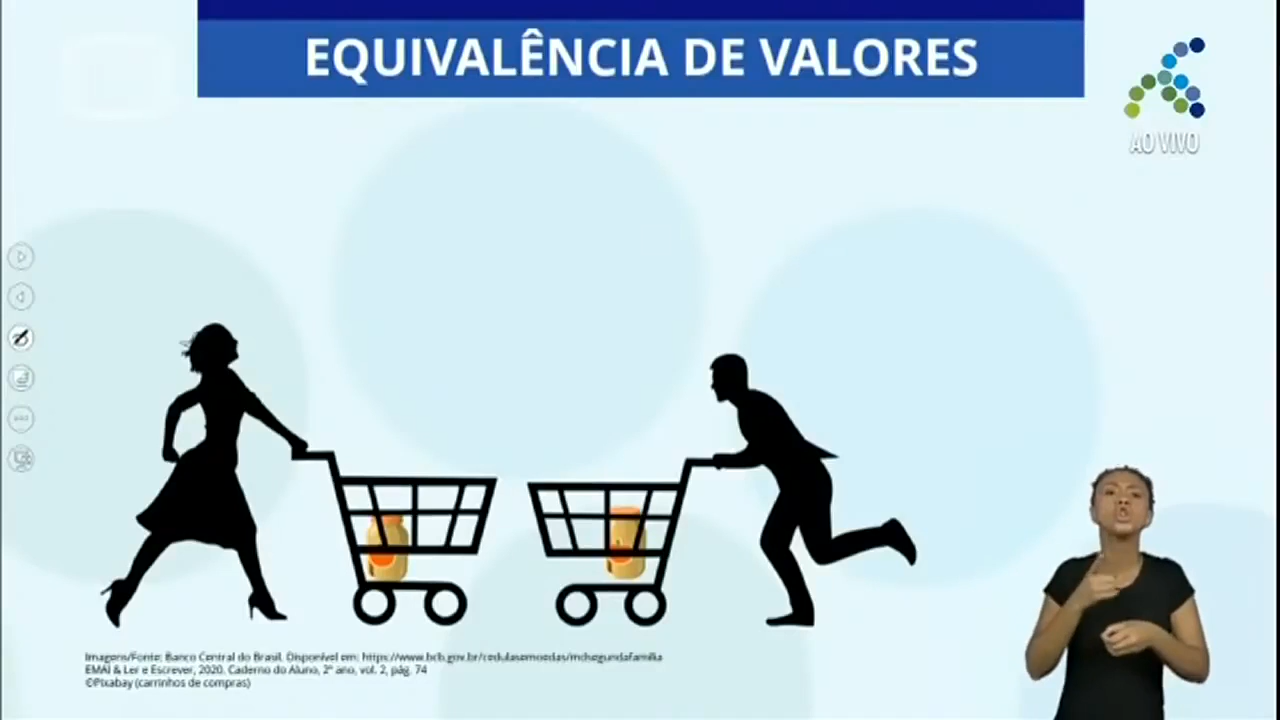 EQUIVALÊNCIA DE VALORES
AO VIVO
Imagens/Fonte: Banco Central do Brasil. Disponível em: https://www.bcb.gov.br/cedulasemoedas/mchegundafamilia
EMAI & Ler e Escrever, 2020. Caderno do Aluno, 2º ano, vol. 2, pág. 74
©Pixabay (carrinhos de compras)